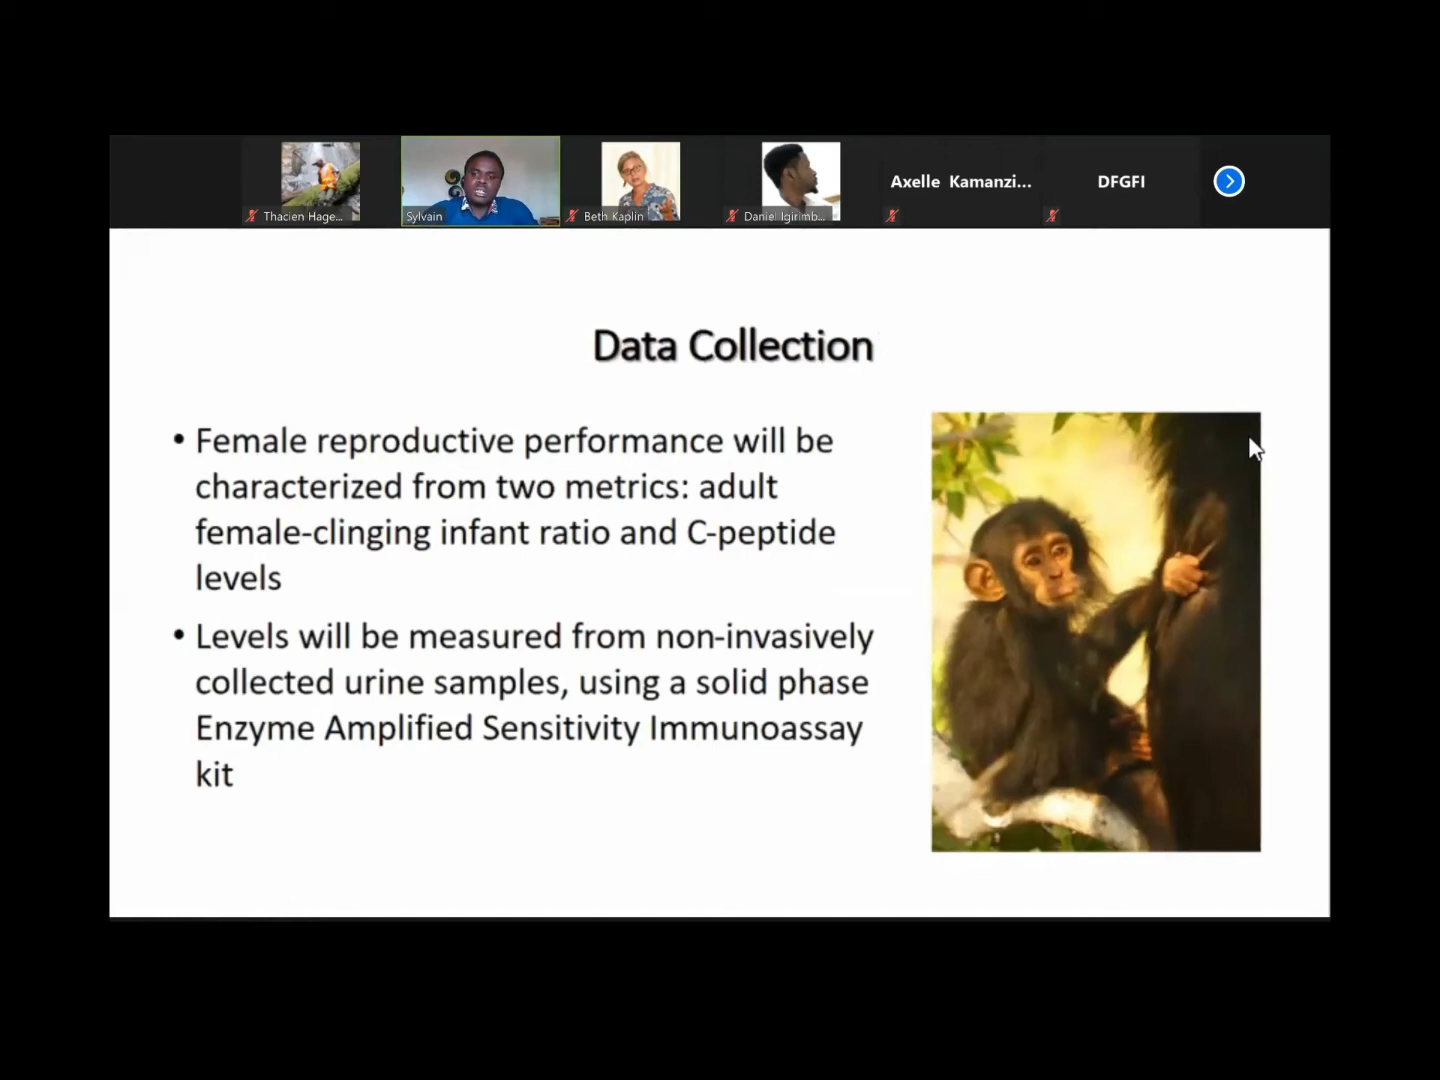 Thacien Hage...
Sylvain
Beth Kaplin
Daniel Igirimb...
Axelle Kamanzi...
DFGFI
Data Collection
• Female reproductive performance will be
characterized from two metrics: adult
female-clinging infant ratio and C-peptide
levels
• Levels will be measured from non-invasively
collected urine samples, using a solid phase
Enzyme Amplified Sensitivity Immunoassay
kit